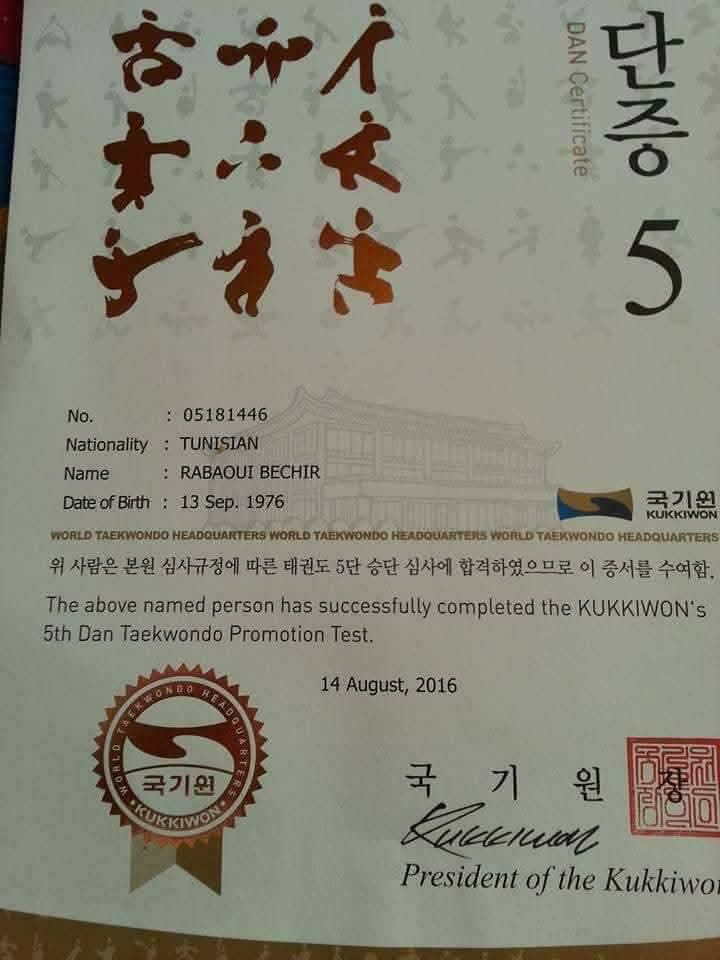 단증
DAN Certificate
5
No. : 05181446
Nationality : TUNISIAN
Name : RABAOUI BECHIR
Date of Birth : 13 Sep. 1976
국기원
KUKKIWON
WORLD TAEKWONDO HEADQUARTERS WORLD TAEKWONDO HEADQUARTERS WORLD TAEKWONDO HEADQUARTERS
위 사람은 본원 심사규정에 따른 태권도 5단 승단 심사에 합격하였으므로 이 증서를 수여함.
The above named person has successfully completed the KUKKIWON's
5th Dan Taekwondo Promotion Test.
14 August, 2016
WORLD TAEKWONDO HEADQUARTERS
국기원
• KUKKIWON •
국 기 원 장
Kukkiwon
President of the Kukkiwon